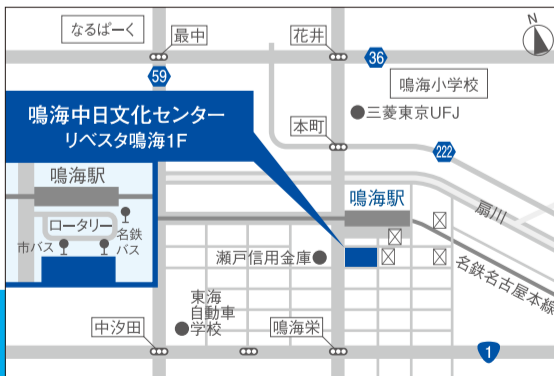 なるぱーく
最中
花井
N
59
36
鳴海小学校
三菱東京UFJ
鳴海中日文化センター
リベスタ鳴海1F
本町
222
鳴海駅
ロータリー
市バス
名鉄
バス
鳴海駅
扇川
瀬戸信用金庫
名鉄名古屋本線
東海
自動車
学校
中汐田
鳴海栄
1